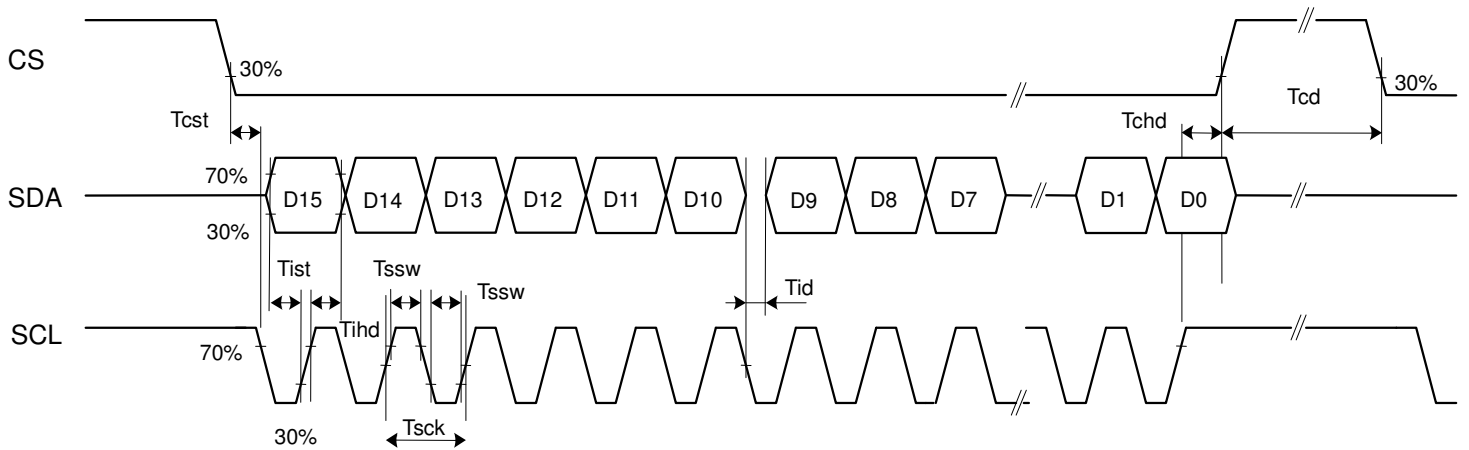 CS
30%
30%
Tcst
Tchd
Tcd
SDA
70%
30%
D15
D14
D13
D12
D11
D10
D9
D8
D7
D1
D0
Tist
Tssw
Tssw
Tid
Tihd
SCL
70%
30%
Tsck